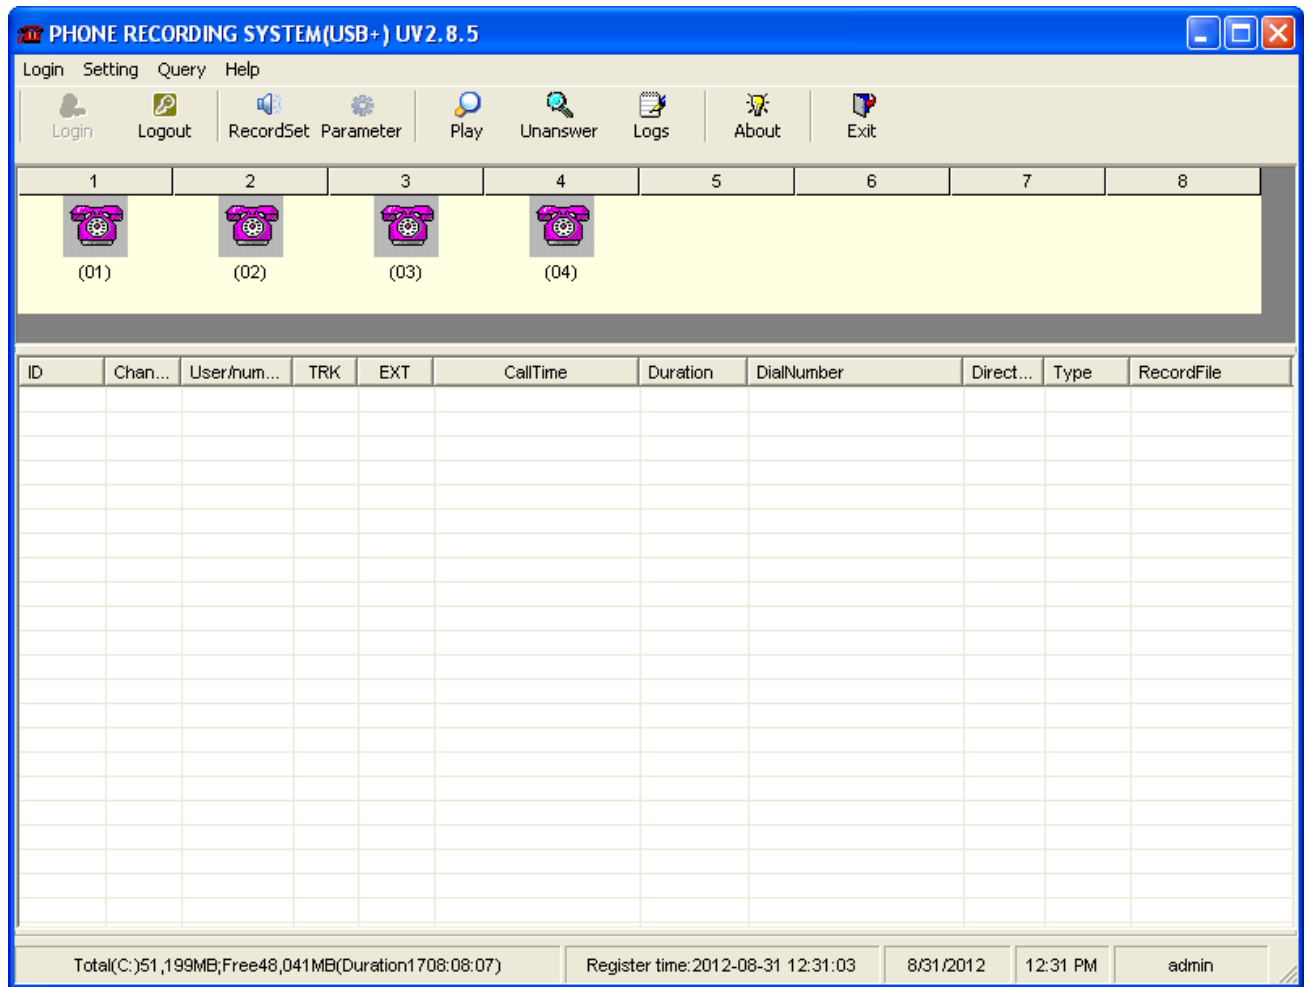 PHONE RECORDING SYSTEM(USB+) UV2.8.5
Login Setting Query Help
Login Logout RecordSet Parameter Play Unanswer Logs About Exit
1 2 3 4 5 6 7 8
(01) (02) (03) (04)
ID Chan... User/num... TRK EXT CallTime Duration DialNumber Direct... Type RecordFile
Total(C:)51,199MB;Free48,041MB(Duration1708:08:07) Register time:2012-08-31 12:31:03 8/31/2012 12:31 PM admin